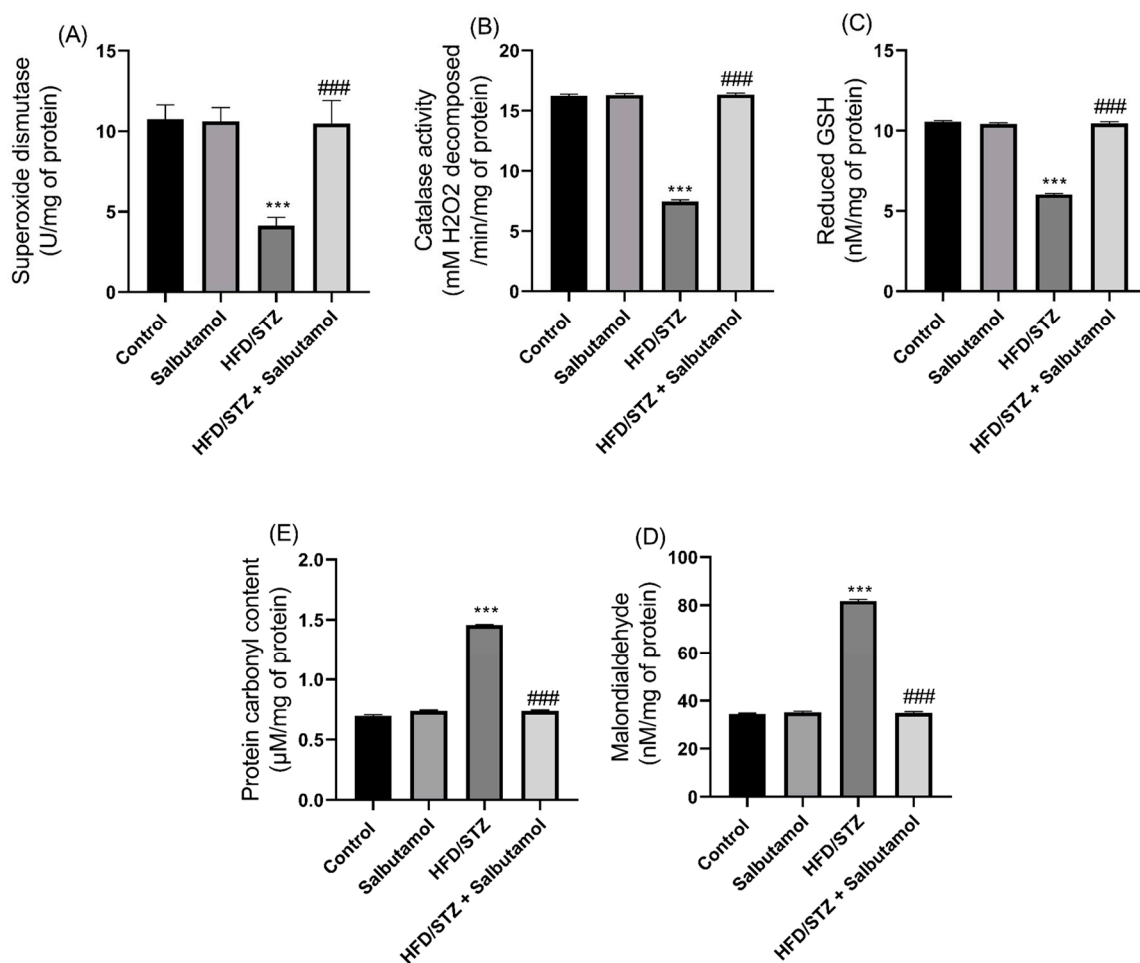 (A)
Superoxide dismutase
(U/mg of protein)
15
10
5
0
***
###
Control
Salbutamol
HFD/STZ
HFD/STZ + Salbutamol
(B)
Catalase activity
(mM H2O2 decomposed
/min/mg of protein)
20
15
10
5
0
***
###
Control
Salbutamol
HFD/STZ
HFD/STZ + Salbutamol
(C)
Reduced GSH
(nM/mg of protein)
15
10
5
0
***
###
Control
Salbutamol
HFD/STZ
HFD/STZ + Salbutamol
(E)
Protein carbonyl content
(µM/mg of protein)
2.0
1.5
1.0
0.5
0.0
***
###
Control
Salbutamol
HFD/STZ
HFD/STZ + Salbutamol
(D)
Malondialdehyde
(nM/mg of protein)
100
80
60
40
20
0
***
###
Control
Salbutamol
HFD/STZ
HFD/STZ + Salbutamol